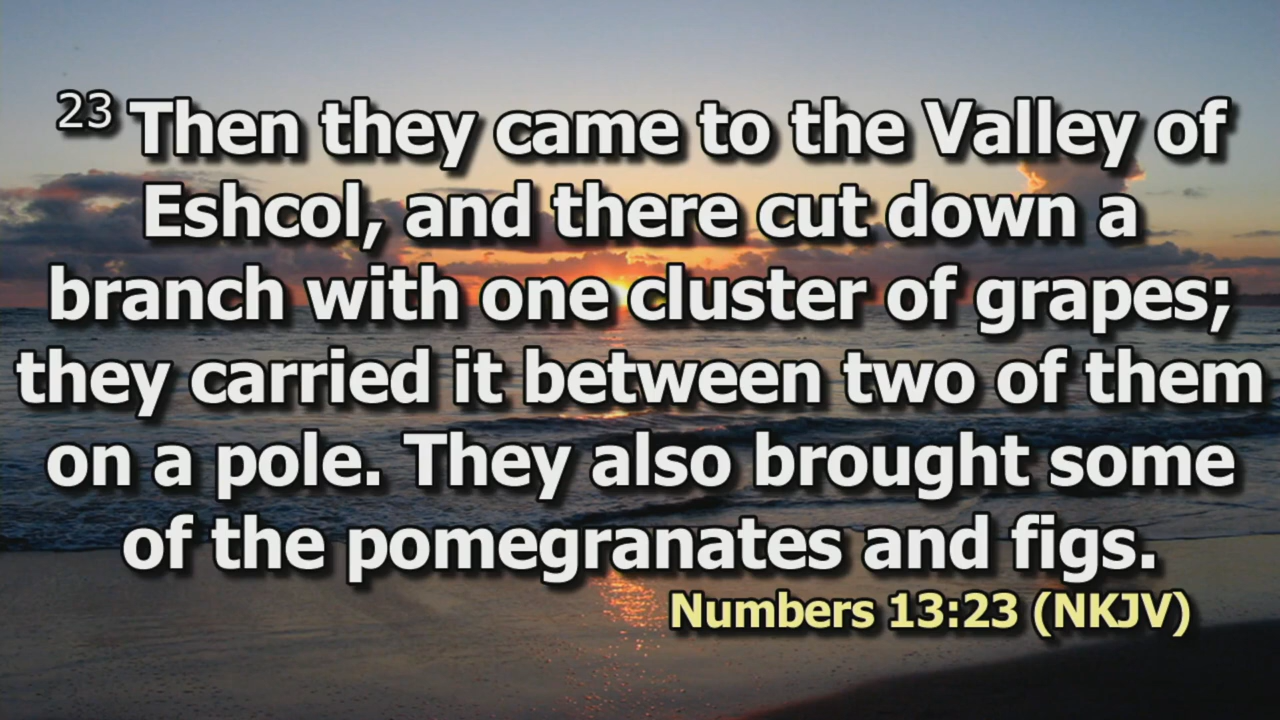 23 Then they came to the Valley of
Eshcol, and there cut down a
branch with one cluster of grapes;
they carried it between two of them
on a pole. They also brought some
of the pomegranates and figs.
Numbers 13:23 (NKJV)